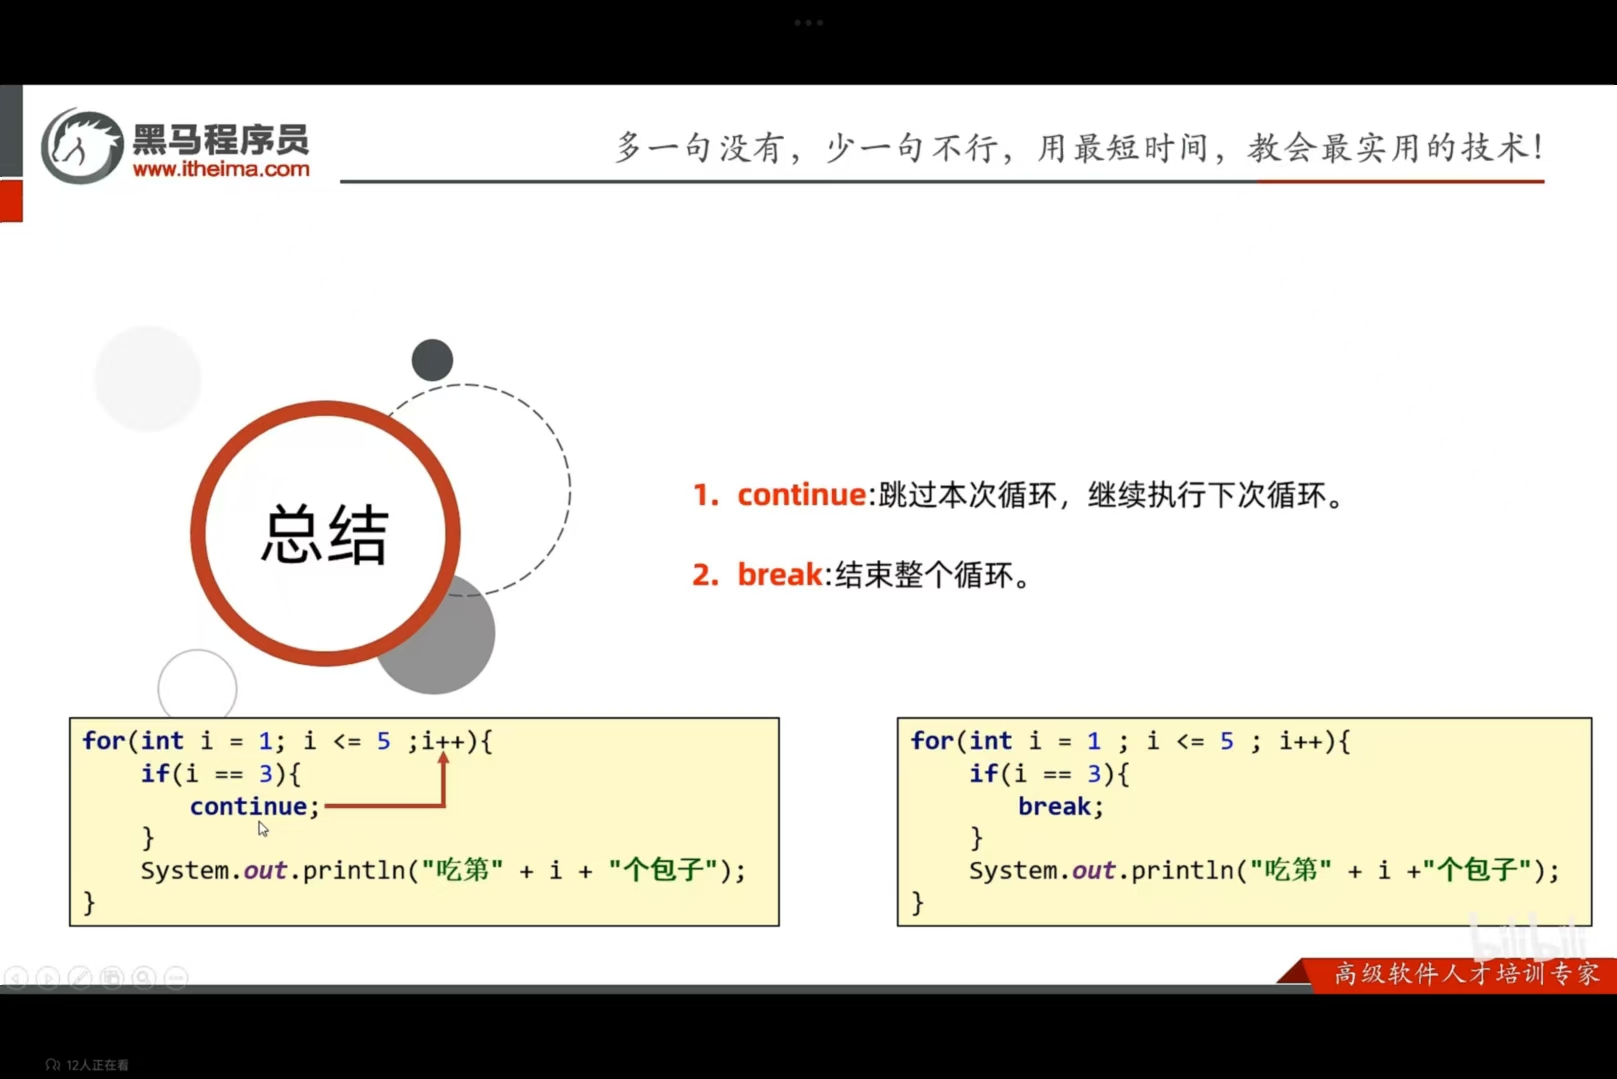 黑马程序员
www.itheima.com
多一句没有，少一句不行，用最短时间，教会最实用的技术！
总结
1. continue:跳过本次循环，继续执行下次循环。
2. break:结束整个循环。
for(int i = 1; i <= 5 ;i++){
    if(i == 3){
        continue;
    }
    System.out.println("吃第" + i + "个包子");
}
for(int i = 1 ; i <= 5 ; i++){
    if(i == 3){
        break;
    }
    System.out.println("吃第" + i +"个包子");
}
bilibili
高级软件人才培训专家
12人正在看